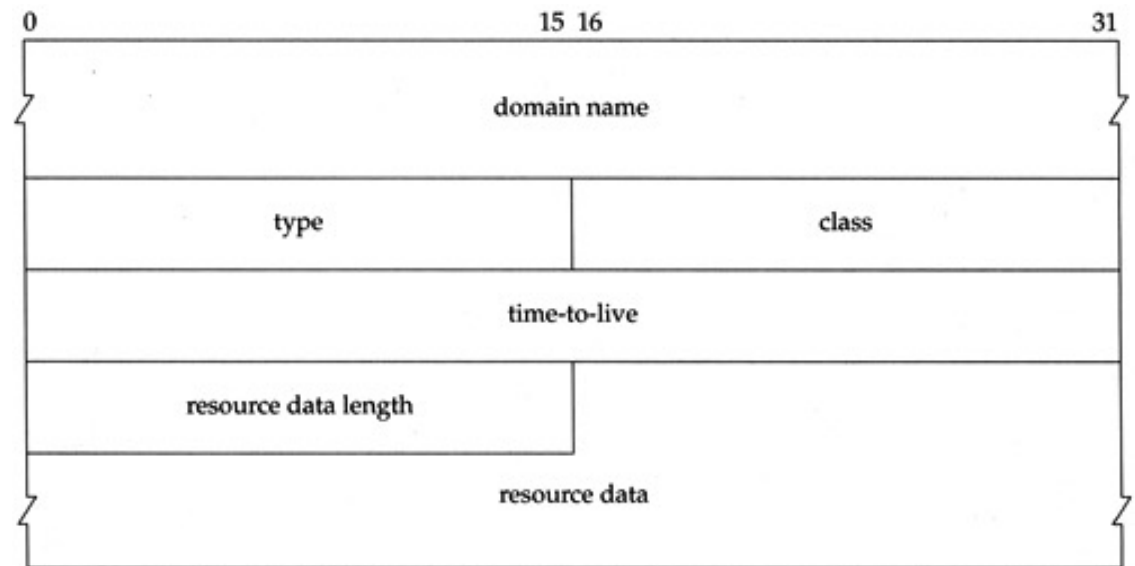 0 15 16 31
domain name
type class
time-to-live
resource data length
resource data